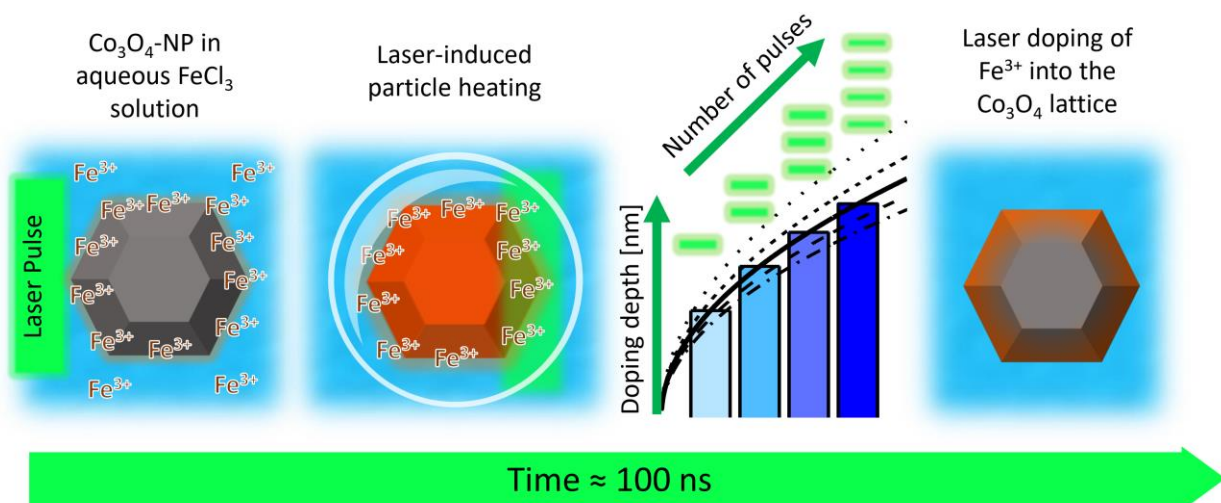 Co₃O₄-NP in
aqueous FeCl₃
solution
Laser Pulse
Fe³⁺ Fe³⁺
Fe³⁺ Fe³⁺ Fe³⁺
Fe³⁺ Fe³⁺
Fe³⁺ Fe³⁺
Fe³⁺ Fe³⁺
Fe³⁺
Fe³⁺ Fe³⁺
Laser-induced
particle heating
Fe³⁺ Fe³⁺ Fe³⁺
Fe³⁺ Fe³⁺
Fe³⁺ Fe³⁺
Fe³⁺ Fe³⁺
Fe³⁺
Number of pulses
Doping depth [nm]
Laser doping of
Fe³⁺ into the
Co₃O₄ lattice
Time ≈ 100 ns